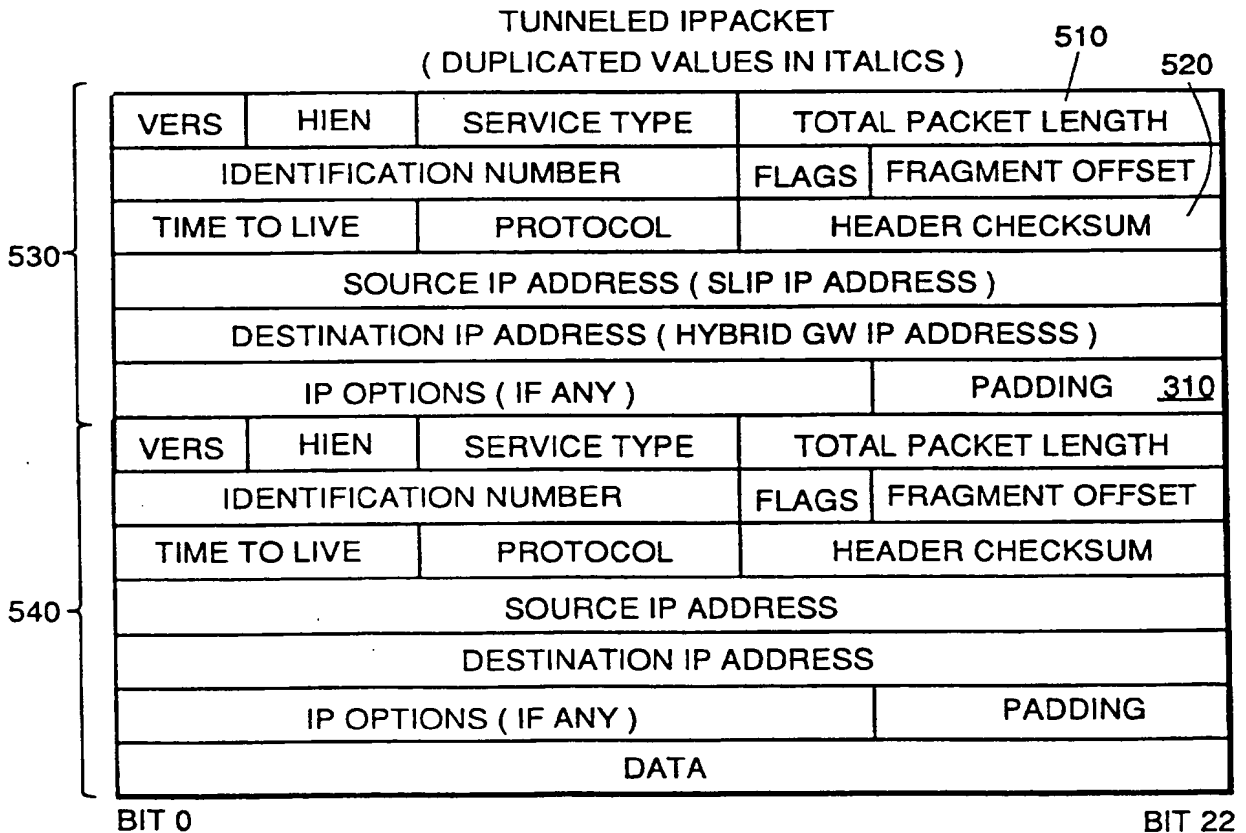 TUNNELED IPPACKET
( DUPLICATED VALUES IN ITALICS )
510
520
VERS HIEN SERVICE TYPE TOTAL PACKET LENGTH
IDENTIFICATION NUMBER FLAGS FRAGMENT OFFSET
TIME TO LIVE PROTOCOL HEADER CHECKSUM
530
SOURCE IP ADDRESS ( SLIP IP ADDRESS )
DESTINATION IP ADDRESS ( HYBRID GW IP ADDRESSS )
IP OPTIONS ( IF ANY ) PADDING 310
VERS HIEN SERVICE TYPE TOTAL PACKET LENGTH
IDENTIFICATION NUMBER FLAGS FRAGMENT OFFSET
TIME TO LIVE PROTOCOL HEADER CHECKSUM
540
SOURCE IP ADDRESS
DESTINATION IP ADDRESS
IP OPTIONS ( IF ANY ) PADDING
DATA
BIT 0 BIT 22